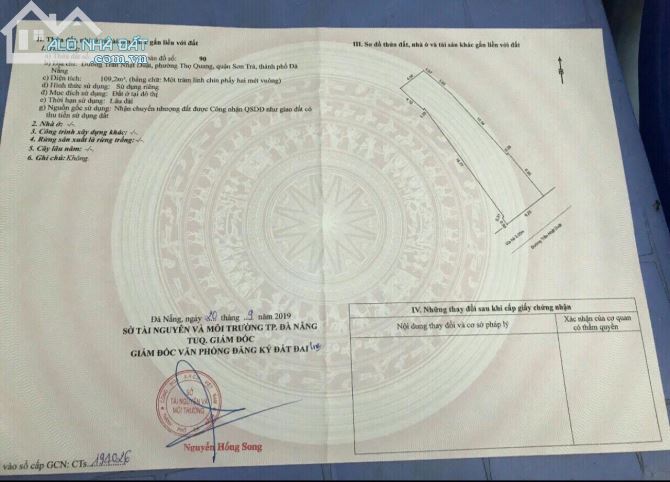 ALO NHÀ ĐẤT
gắn liền với đất
bản đồ số: 90
b) Địa chỉ: Đường Trần Nhật Duật, phường Thọ Quang, quận Sơn Trà, thành phố Đà
Nẵng
c) Diện tích: 109,2m², (bằng chữ: Một trăm linh chín phẩy hai mét vuông)
d) Hình thức sử dụng: Sử dụng riêng
đ) Mục đích sử dụng: Đất ở tại đô thị
e) Thời hạn sử dụng: Lâu dài
g) Nguồn gốc sử dụng: Nhận chuyển nhượng đất được Công nhận QSDĐ như giao đất có
thu tiền sử dụng đất
2. Nhà ở: -/-
3. Công trình xây dựng khác: -/-
4. Rừng sản xuất là rừng trồng: -/-
5. Cây lâu năm: -/-
6. Ghi chú: Không.
III. Sơ đồ thửa đất, nhà ở và tài sản khác gắn liền với đất
Đường Trần Nhật Duật
Đà Nẵng, ngày 20 tháng 9 năm 2019
SỞ TÀI NGUYÊN VÀ MÔI TRƯỜNG TP. ĐÀ NẴNG
TUQ. GIÁM ĐỐC
GIÁM ĐỐC VĂN PHÒNG ĐĂNG KÝ ĐẤT ĐAI
SỞ
TÀI NGUYÊN VÀ
MÔI TRƯỜNG
Nguyễn Hồng Song
vào sổ cấp GCN: CTs 191026
IV. Những thay đổi sau khi cấp giấy chứng nhận
Nội dung thay đổi và cơ sở pháp lý
Xác nhận của cơ quan
có thẩm quyền